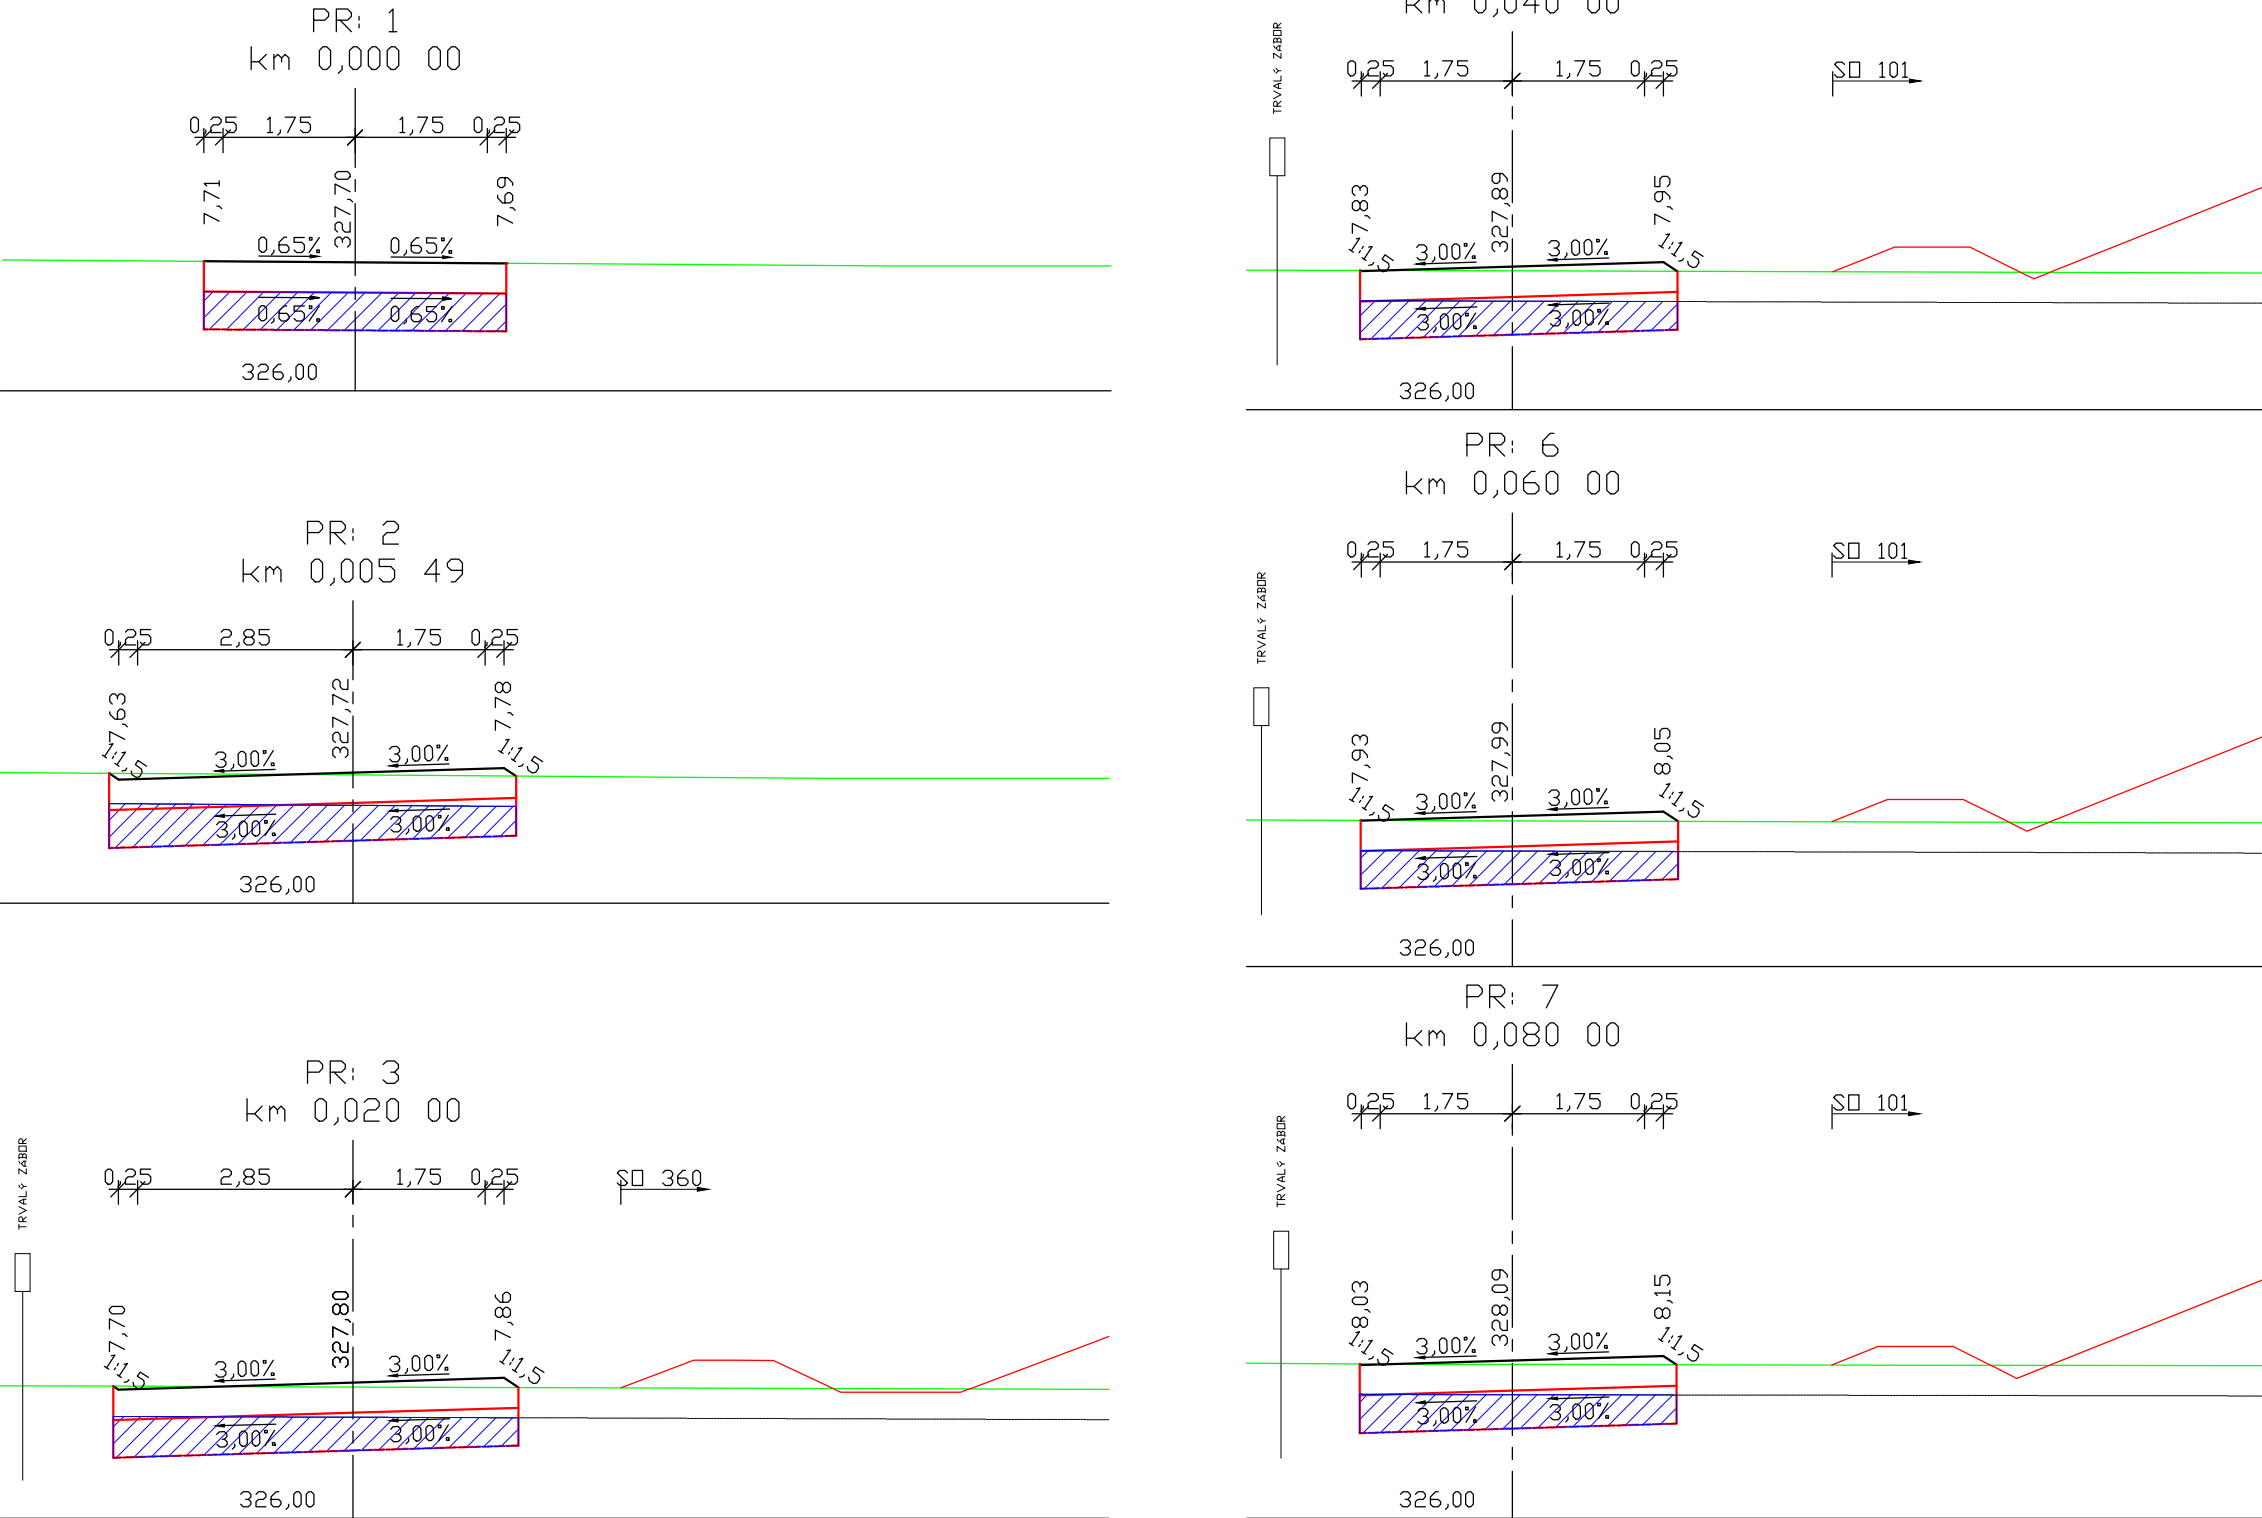 PR: 1
km 0,000 00
0,25 1,75 1,75 0,25
7,71 327,70 7,69
0,65% 0,65%
0,65% 0,65%
326,00
PR: 2
km 0,005 49
0,25 2,85 1,75 0,25
7,63 327,72 7,78
1:1,5 3,00% 3,00% 1:1,5
3,00% 3,00%
326,00
PR: 3
km 0,020 00
TRVALÝ ZÁBOR
0,25 2,85 1,75 0,25 SO 360
7,70 327,80 7,86
1:1,5 3,00% 3,00% 1:1,5
3,00% 3,00%
326,00
km 0,040 00
TRVALÝ ZÁBOR
0,25 1,75 1,75 0,25 SO 101
7,83 327,89 7,95
1:1,5 3,00% 3,00% 1:1,5
3,00% 3,00%
326,00
PR: 6
km 0,060 00
TRVALÝ ZÁBOR
0,25 1,75 1,75 0,25 SO 101
7,93 327,99 8,05
1:1,5 3,00% 3,00% 1:1,5
3,00% 3,00%
326,00
PR: 7
km 0,080 00
TRVALÝ ZÁBOR
0,25 1,75 1,75 0,25 SO 101
8,03 328,09 8,15
1:1,5 3,00% 3,00% 1:1,5
3,00% 3,00%
326,00